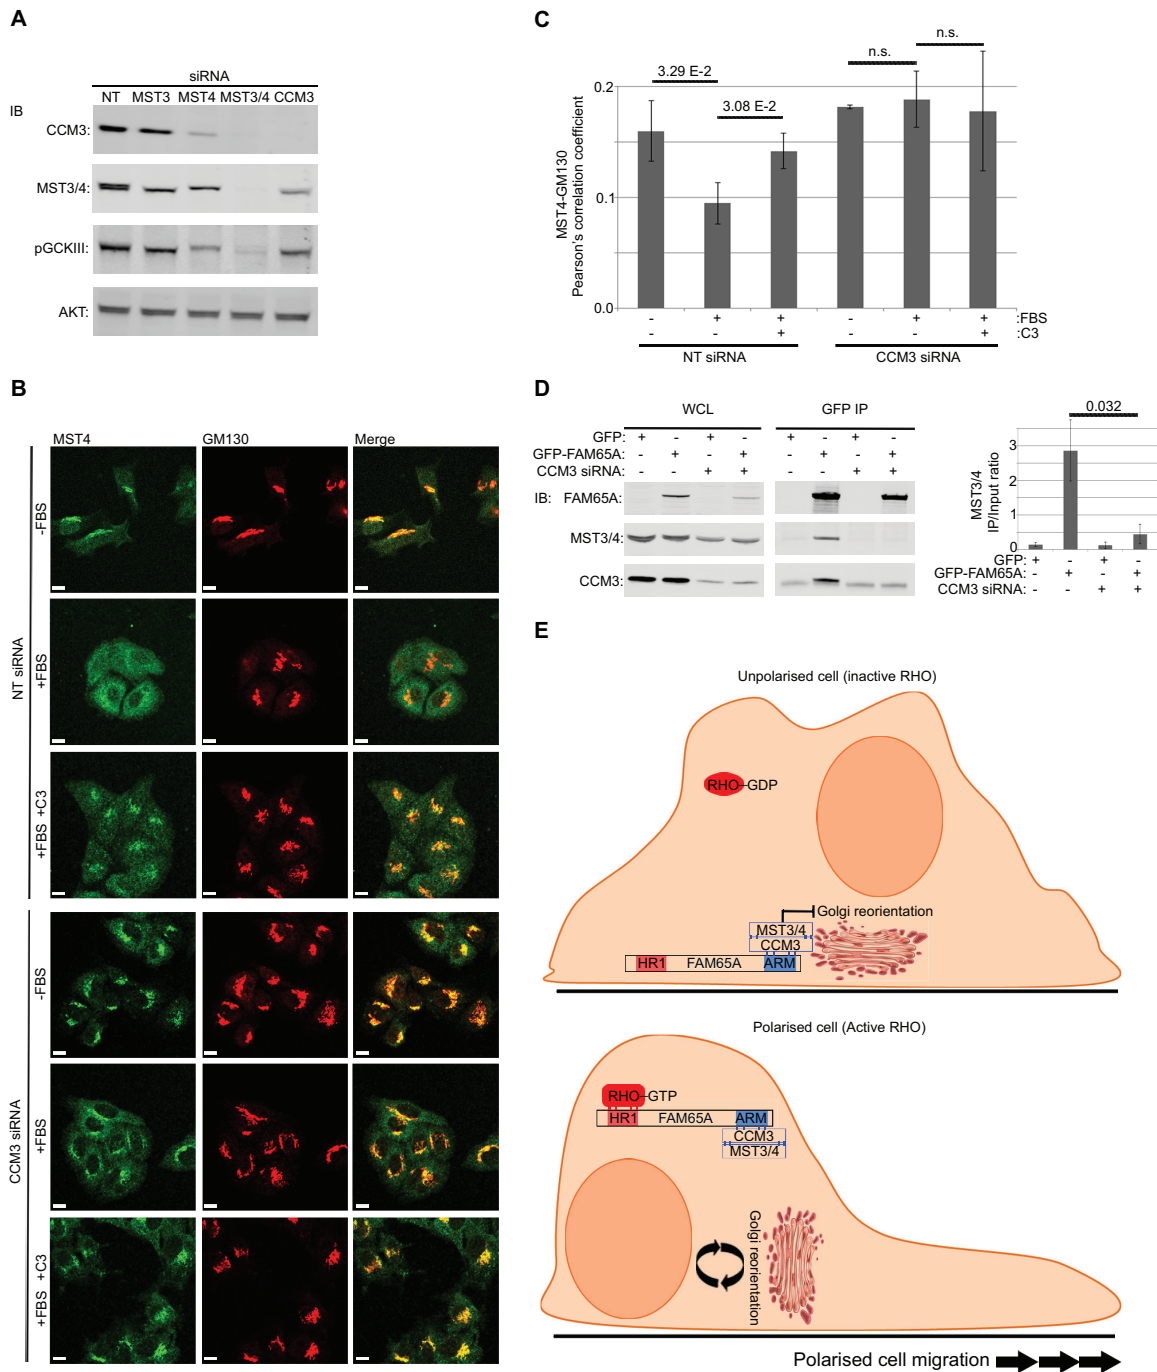 A
siRNA
NT MST3 MST4 MST3/4 CCM3
IB
CCM3:
MST3/4:
pGCKIII:
AKT:
B
MST4 GM130 Merge
NT siRNA
-FBS
+FBS
+FBS +C3
CCM3 siRNA
-FBS
+FBS
+FBS +C3
C
MST4-GM130
Pearson's correlation coefficient
0.2
0.1
0.0
3.29 E-2
3.08 E-2
n.s.
n.s.
- + + - + + :FBS
- - + - - + :C3
NT siRNA CCM3 siRNA
D
WCL GFP IP
GFP: + - + - + - + -
GFP-FAM65A: - + - + - + - +
CCM3 siRNA: - - + + - - + +
IB: FAM65A:
MST3/4:
CCM3:
0.032
MST3/4
IP/Input ratio
3
2
1
0
GFP: + - + -
GFP-FAM65A: - + - +
CCM3 siRNA: - - + +
E
Unpolarised cell (inactive RHO)
RHO-GDP
Golgi reorientation
MST3/4
CCM3
HR1 FAM65A ARM
Polarised cell (Active RHO)
RHO-GTP
HR1 FAM65A ARM
CCM3
MST3/4
Golgi reorientation
Polarised cell migration